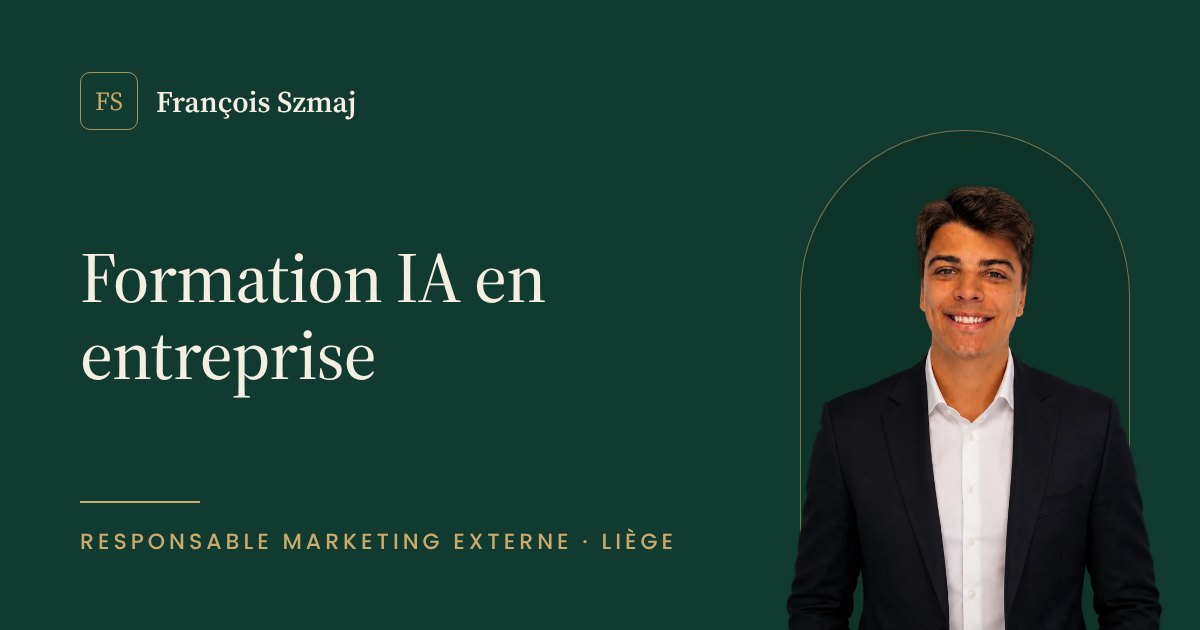 FS
François Szmaj
Formation IA en
entreprise
RESPONSABLE MARKETING EXTERNE · LIÈGE